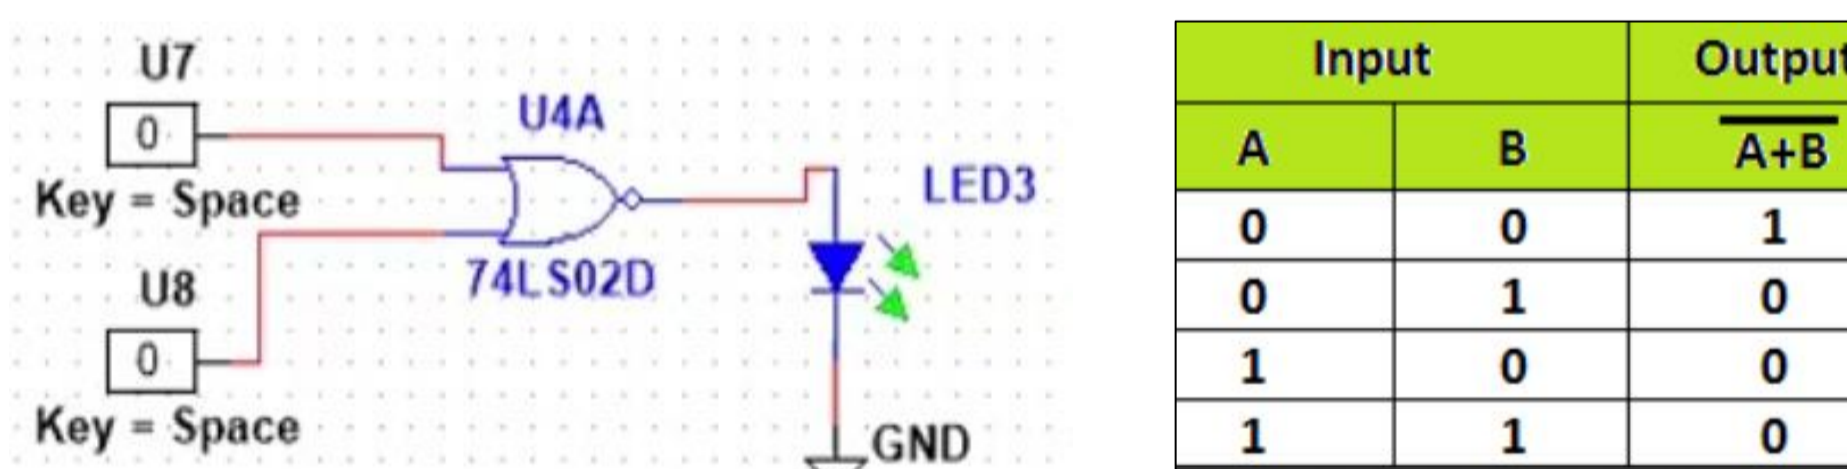 U7
0
Key = Space
U4A
74LS02D
LED3
U8
0
Key = Space
GND
Input Output
A B A+B
0 0 1
0 1 0
1 0 0
1 1 0